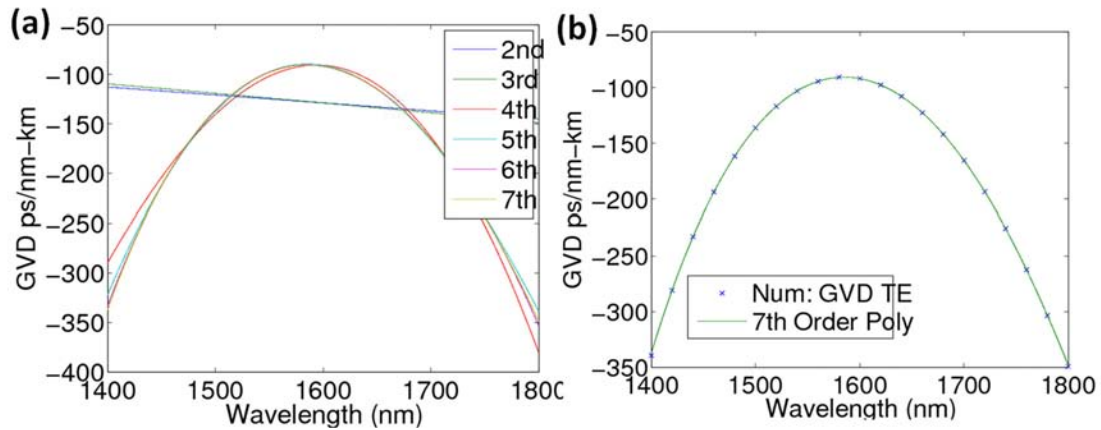 (a)
GVD ps/nm-km
-50
-100
-150
-200
-250
-300
-350
-400
1400
1500
1600
1700
1800
Wavelength (nm)
2nd
3rd
4th
5th
6th
7th
(b)
GVD ps/nm-km
-50
-100
-150
-200
-250
-300
-350
1400
1500
1600
1700
1800
Wavelength (nm)
Num: GVD TE
7th Order Poly